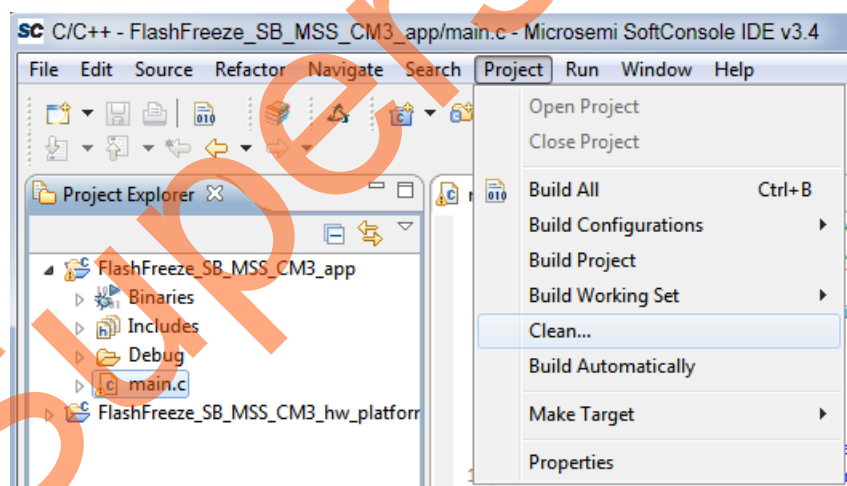 SC C/C++ - FlashFreeze_SB_MSS_CM3_app/main.c - Microsemi SoftConsole IDE v3.4
File Edit Source Refactor Navigate Search Project Run Window Help
Project Explorer
FlashFreeze_SB_MSS_CM3_app
Binaries
Includes
Debug
main.c
FlashFreeze_SB_MSS_CM3_hw_platforr
Open Project
Close Project
Build All Ctrl+B
Build Configurations
Build Project
Build Working Set
Clean...
Build Automatically
Make Target
Properties
Supers